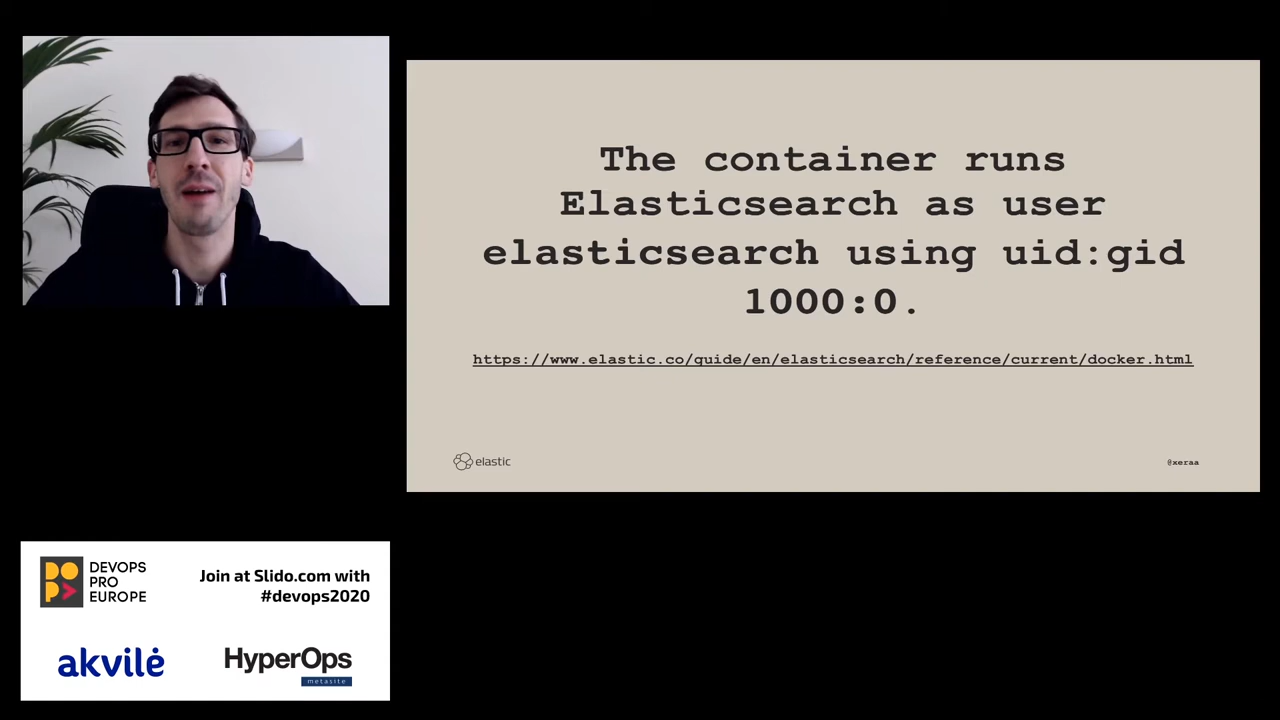 The container runs
Elasticsearch as user
elasticsearch using uid:gid
1000:0.
https://www.elastic.co/guide/en/elasticsearch/reference/current/docker.html
elastic
@xeraa
DEVOPS
PRO
EUROPE
Join at Slido.com with
#devops2020
akvilė
HyperOps
metasite